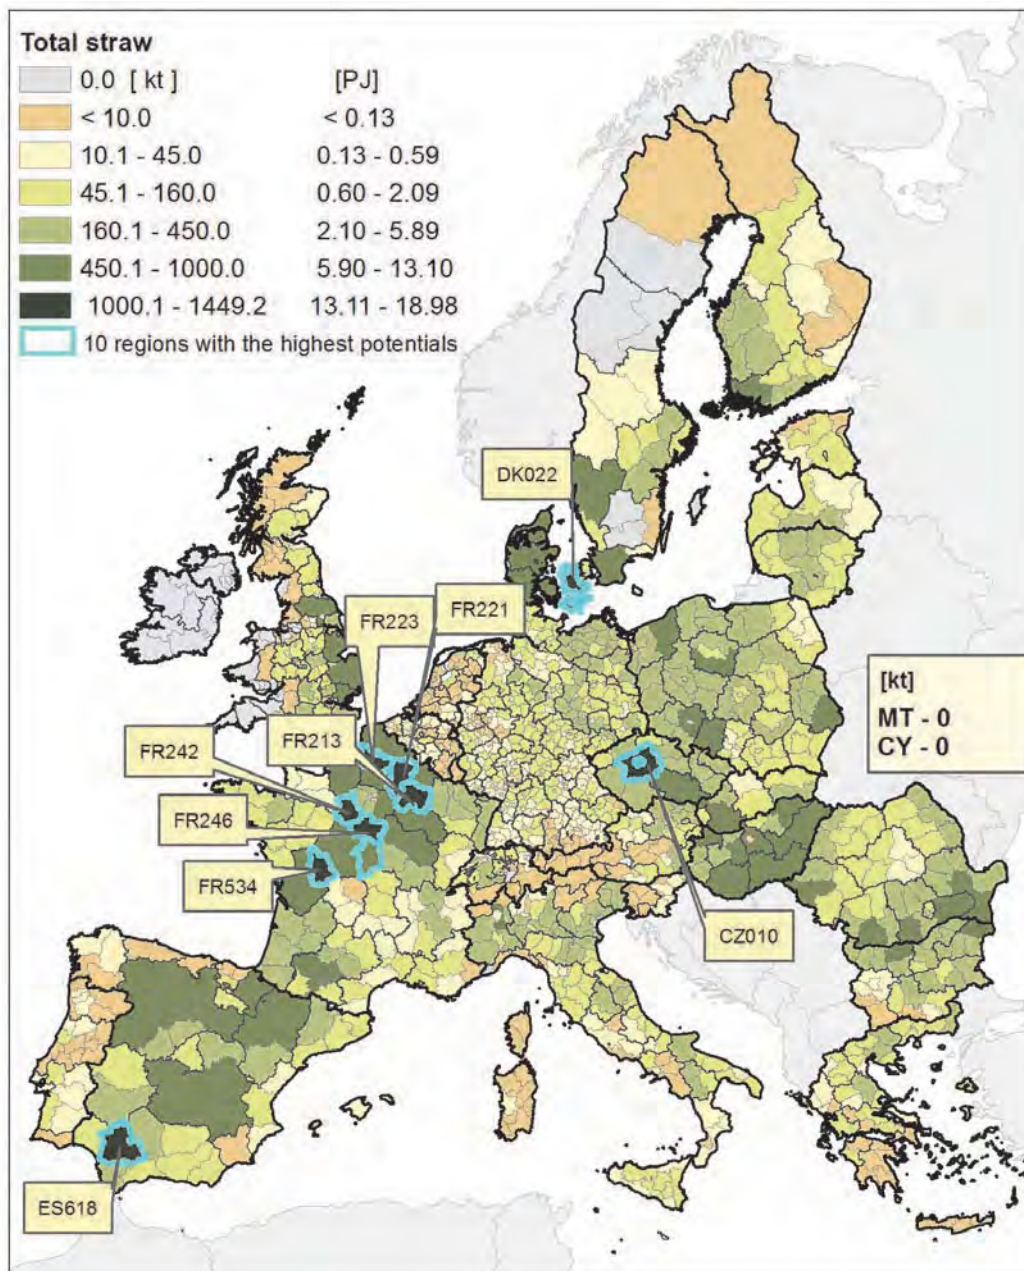 Total straw
0.0 [ kt ] [PJ]
< 10.0 < 0.13
10.1 - 45.0 0.13 - 0.59
45.1 - 160.0 0.60 - 2.09
160.1 - 450.0 2.10 - 5.89
450.1 - 1000.0 5.90 - 13.10
1000.1 - 1449.2 13.11 - 18.98
10 regions with the highest potentials
DK022
FR223
FR221
FR242
FR213
FR246
FR534
[kt]
MT - 0
CY - 0
CZ010
ES618